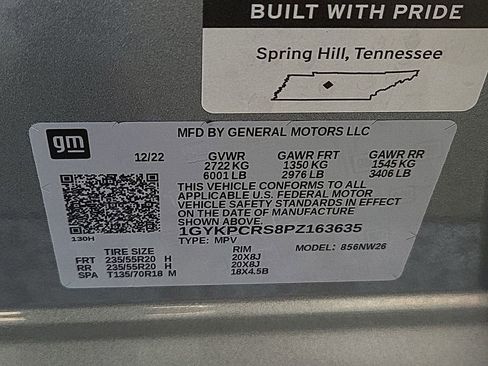 BUILT WITH PRIDE
Spring Hill, Tennessee
gm
MFD BY GENERAL MOTORS LLC
12/22 GVWR GAWR FRT GAWR RR
2722 KG 1350 KG 1545 KG
6001 LB 2976 LB 3406 LB
THIS VEHICLE CONFORMS TO ALL
APPLICABLE U.S. FEDERAL MOTOR
VEHICLE SAFETY STANDARDS IN EFFECT
ON THE DATE OF MANUFACTURE
SHOWN ABOVE.
1GYKPCRS8PZ163635
130H
TYPE: MPV MODEL: 856NW26
TIRE SIZE RIM
FRT 235/55R20 H 20X8J
RR 235/55R20 H 20X8J
SPA T135/70R18 M 18X4.5B